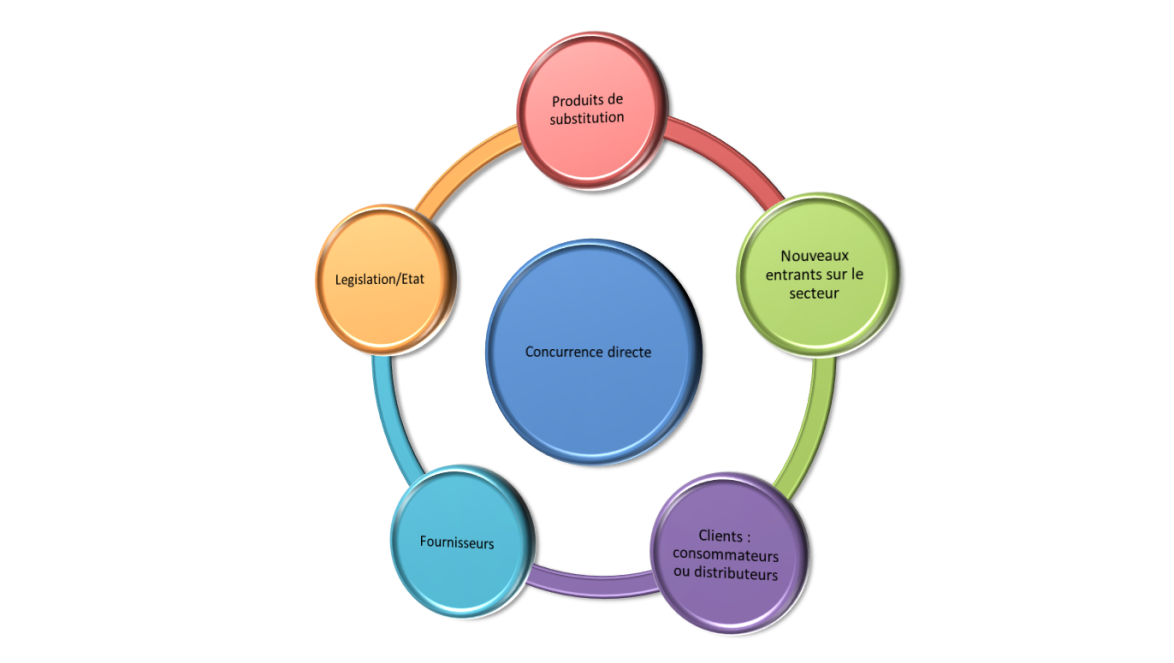 Produits de
substitution
Nouveaux
entrants sur le
secteur
Legislation/Etat
Concurrence directe
Clients :
consommateurs
ou distributeurs
Fournisseurs